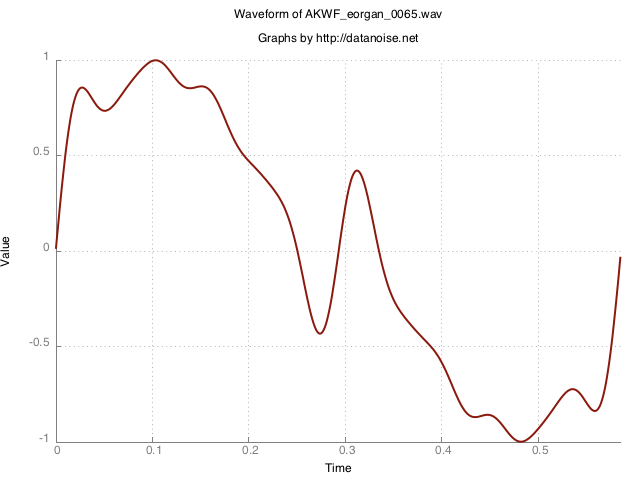 Waveform of AKWF_eorgan_0065.wav
Graphs by http://datanoise.net
1
0.5
0
-0.5
-1
Value
0 0.1 0.2 0.3 0.4 0.5
Time